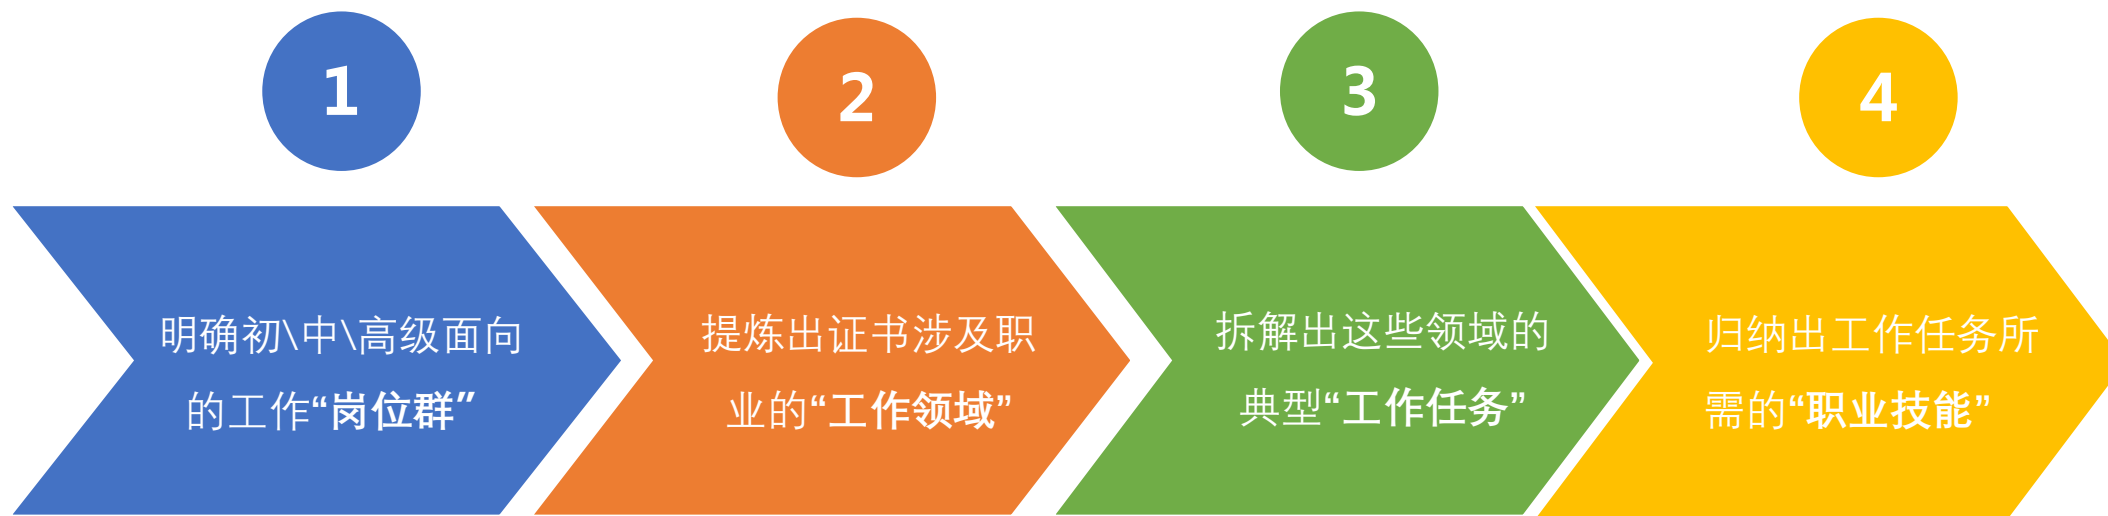 1
明确初\中\高级面向
的工作“岗位群”
2
提炼出证书涉及职
业的“工作领域”
3
拆解出这些领域的
典型“工作任务”
4
归纳出工作任务所
需的“职业技能”